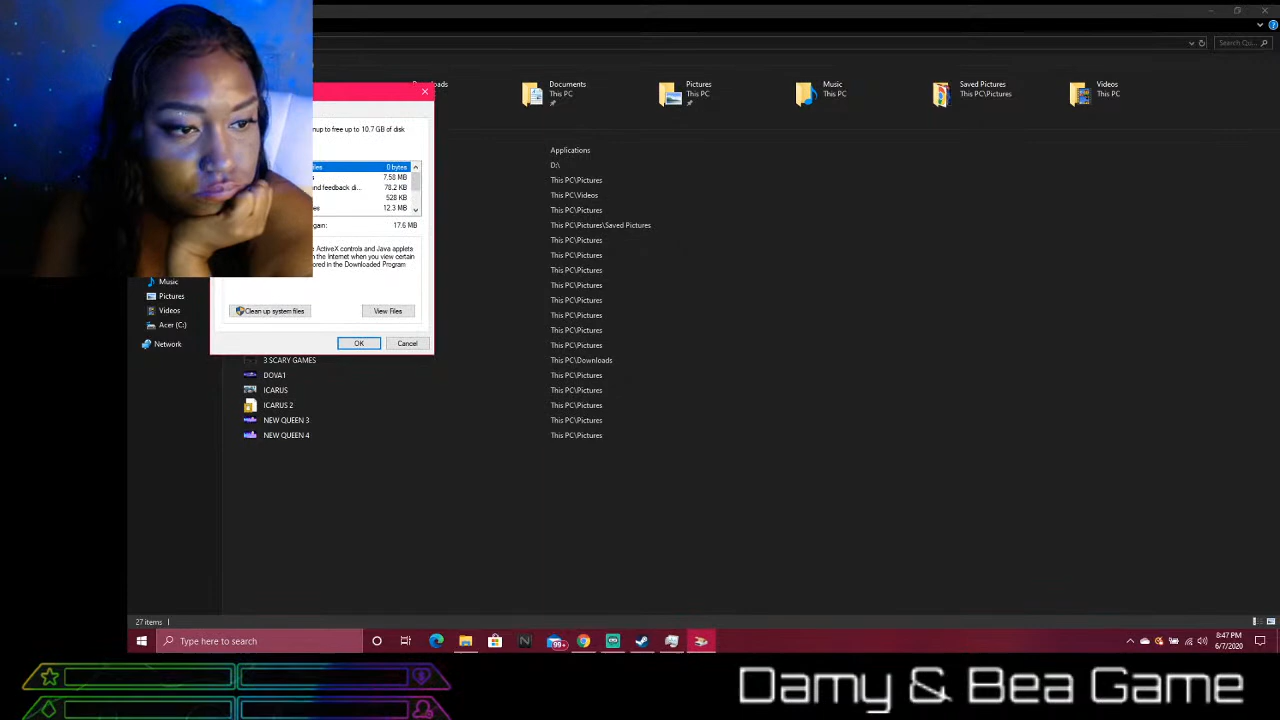 Search Qu...
Downloads
Documents
This PC
Pictures
This PC
Music
This PC
Saved Pictures
This PC\Pictures
Videos
This PC
to free up to 10.7 GB of disk
0 bytes
7.58 MB
and feedback di...
78.2 KB
528 KB
12.3 MB
gain:
17.6 MB
ActiveX controls and Java applets
the Internet when you view certain
in the Downloaded Program
Clean up system files
View Files
OK
Cancel
Applications
D:\
This PC\Pictures
This PC\Videos
This PC\Pictures
This PC\Pictures\Saved Pictures
This PC\Pictures
This PC\Pictures
This PC\Pictures
This PC\Pictures
This PC\Pictures
This PC\Pictures
This PC\Pictures
This PC\Pictures
Music
Pictures
Videos
Acer (C:)
Network
3 SCARY GAMES This PC\Downloads
DOVA1 This PC\Pictures
ICARUS This PC\Pictures
ICARUS 2 This PC\Pictures
NEW QUEEN 3 This PC\Pictures
NEW QUEEN 4 This PC\Pictures
27 items
Type here to search
99+
8:47 PM
6/7/2020
Damy & Bea Game